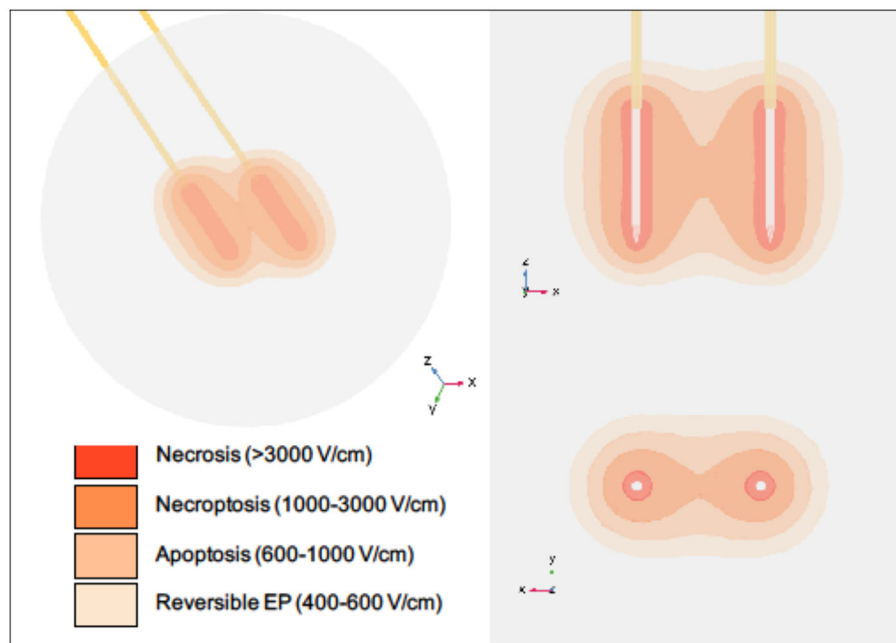 z
x
y
Necrosis (>3000 V/cm)
Necroptosis (1000-3000 V/cm)
Apoptosis (600-1000 V/cm)
Reversible EP (400-600 V/cm)
z
y
x
y
x
z